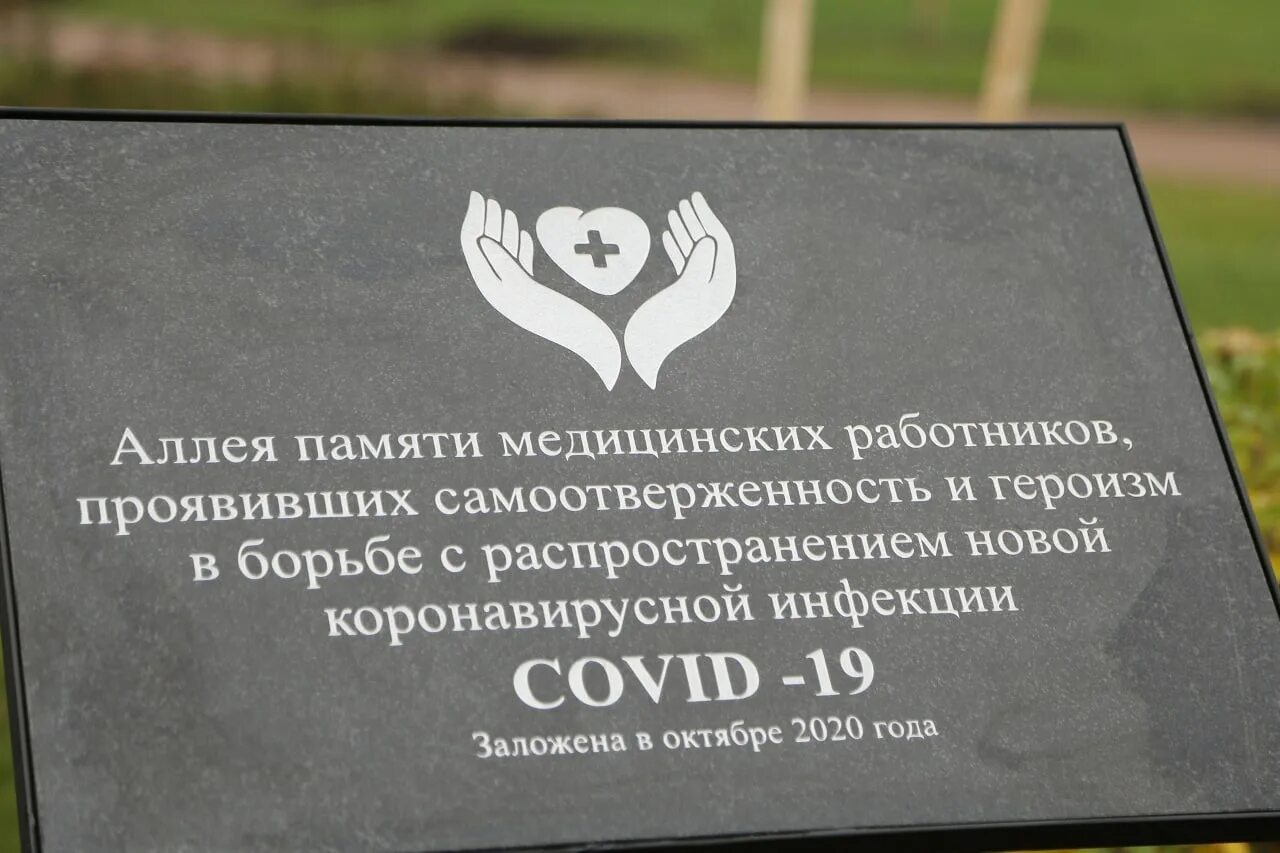 Аллея памяти медицинских работников,
проявивших самоотверженность и героизм
в борьбе с распространением новой
коронавирусной инфекции
COVID -19
Заложена в октябре 2020 года